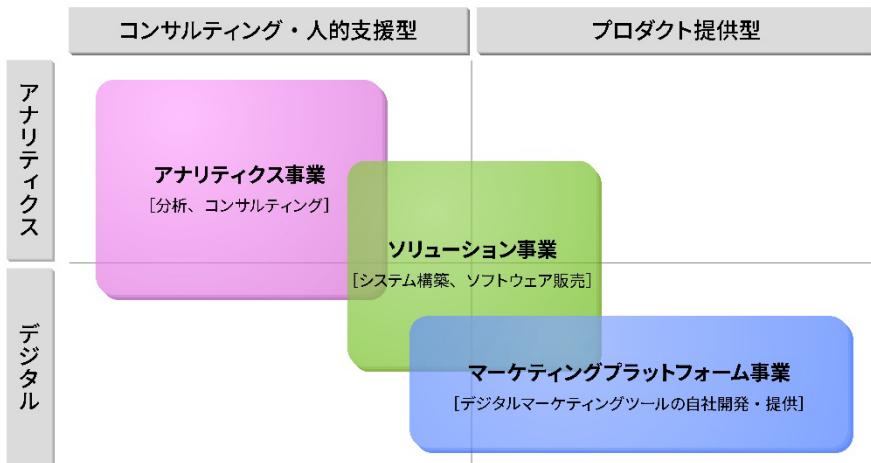 コンサルティング・人的支援型
プロダクト提供型
アナリティクス
アナリティクス事業
[分析、コンサルティング]
ソリューション事業
[システム構築、ソフトウェア販売]
デジタル
マーケティングプラットフォーム事業
[デジタルマーケティングツールの自社開発・提供]